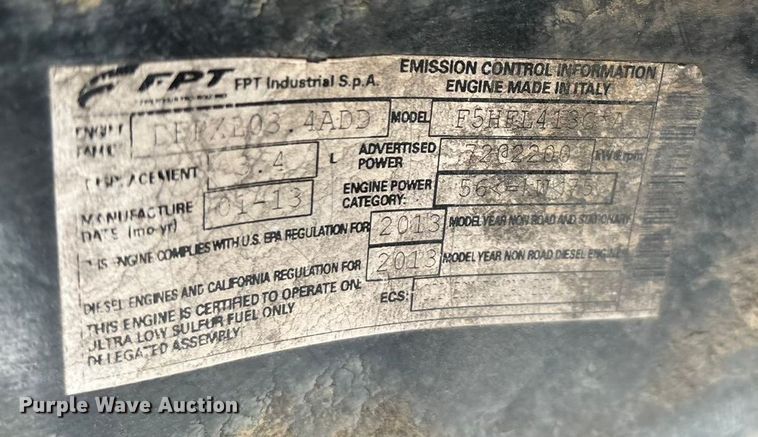 FPT FPT Industrial S.p.A.
EMISSION CONTROL INFORMATION
ENGINE MADE IN ITALY
MODEL
DISPLACEMENT 3.4 L
ADVERTISED POWER kW@rpm
MANUFACTURE DATE (mo-yr) 01-13
ENGINE POWER CATEGORY:
THIS ENGINE COMPLIES WITH U.S. EPA REGULATION FOR 2013 MODEL YEAR NON ROAD AND STATIONARY
DIESEL ENGINES AND CALIFORNIA REGULATION FOR 2013 MODEL YEAR NON ROAD DIESEL ENGINES
THIS ENGINE IS CERTIFIED TO OPERATE ON:
ULTRA LOW SULFUR FUEL ONLY
DELEGATED ASSEMBLY
ECS:
Purple Wave Auction